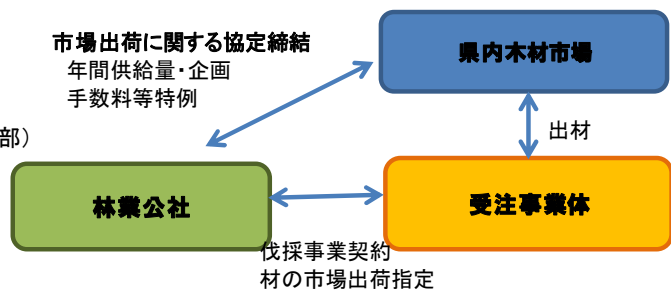 市場出荷に関する協定締結
年間供給量・企画
手数料等特例
県内木材市場
部）
出材
林業公社
受注事業体
伐採事業契約
材の市場出荷指定